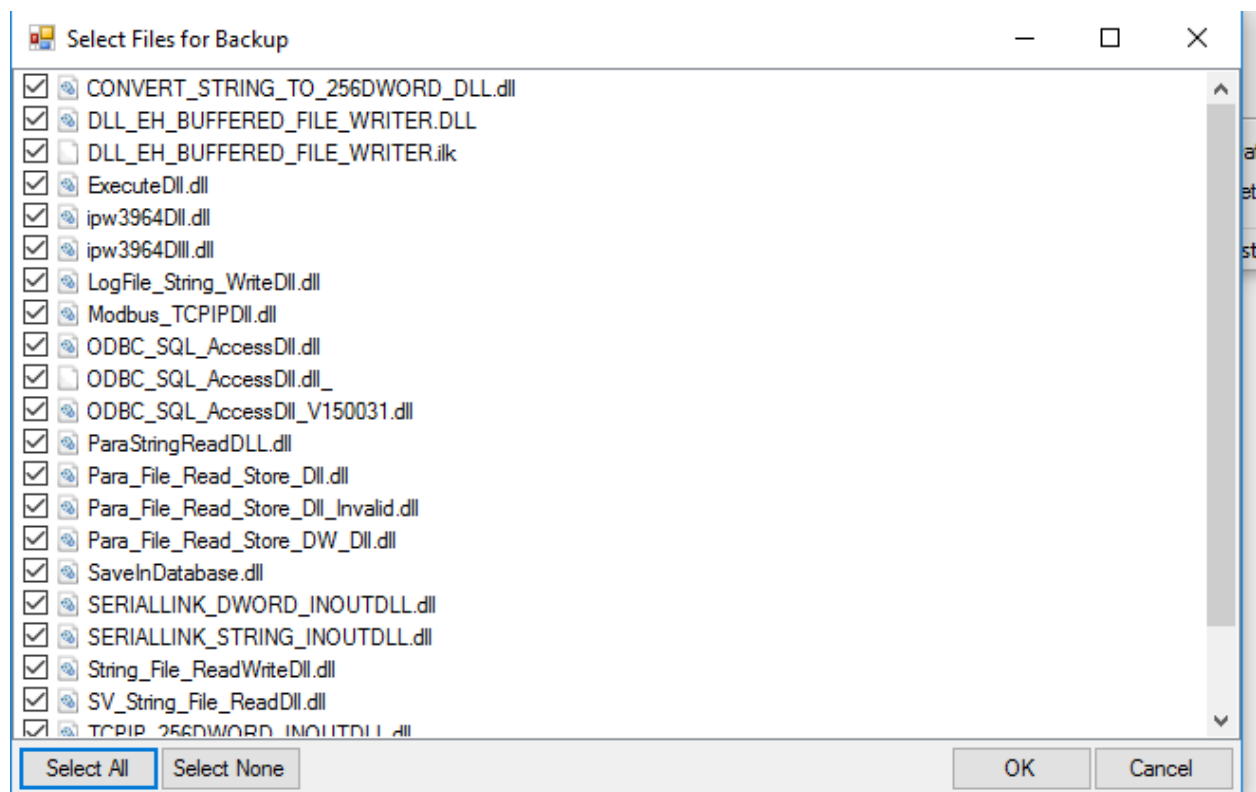 Select Files for Backup
CONVERT_STRING_TO_256DWORD_DLL.dll
DLL_EH_BUFFERED_FILE_WRITER.DLL
DLL_EH_BUFFERED_FILE_WRITER.ilk
ExecuteDll.dll
ipw3964Dll.dll
ipw3964Dlll.dll
LogFile_String_WriteDll.dll
Modbus_TCPIPDll.dll
ODBC_SQL_AccessDll.dll
ODBC_SQL_AccessDll.dll_
ODBC_SQL_AccessDll_V150031.dll
ParaStringReadDLL.dll
Para_File_Read_Store_Dll.dll
Para_File_Read_Store_Dll_Invalid.dll
Para_File_Read_Store_DW_Dll.dll
SaveInDatabase.dll
SERIALLINK_DWORD_INOUTDLL.dll
SERIALLINK_STRING_INOUTDLL.dll
String_File_ReadWriteDll.dll
SV_String_File_ReadDll.dll
TCPIP_256DWORD_INOUTDLL.dll
Select All Select None OK Cancel